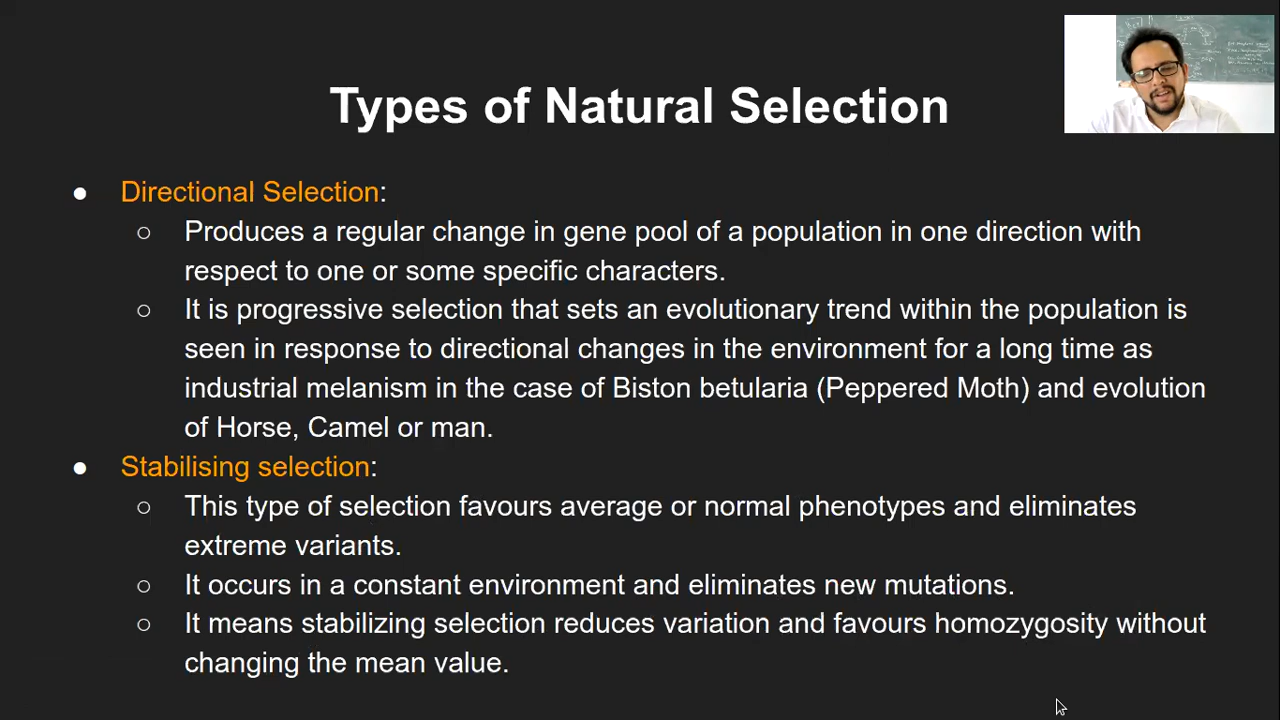 Types of Natural Selection
● Directional Selection:
○ Produces a regular change in gene pool of a population in one direction with
respect to one or some specific characters.
○ It is progressive selection that sets an evolutionary trend within the population is
seen in response to directional changes in the environment for a long time as
industrial melanism in the case of Biston betularia (Peppered Moth) and evolution
of Horse, Camel or man.
● Stabilising selection:
○ This type of selection favours average or normal phenotypes and eliminates
extreme variants.
○ It occurs in a constant environment and eliminates new mutations.
○ It means stabilizing selection reduces variation and favours homozygosity without
changing the mean value.